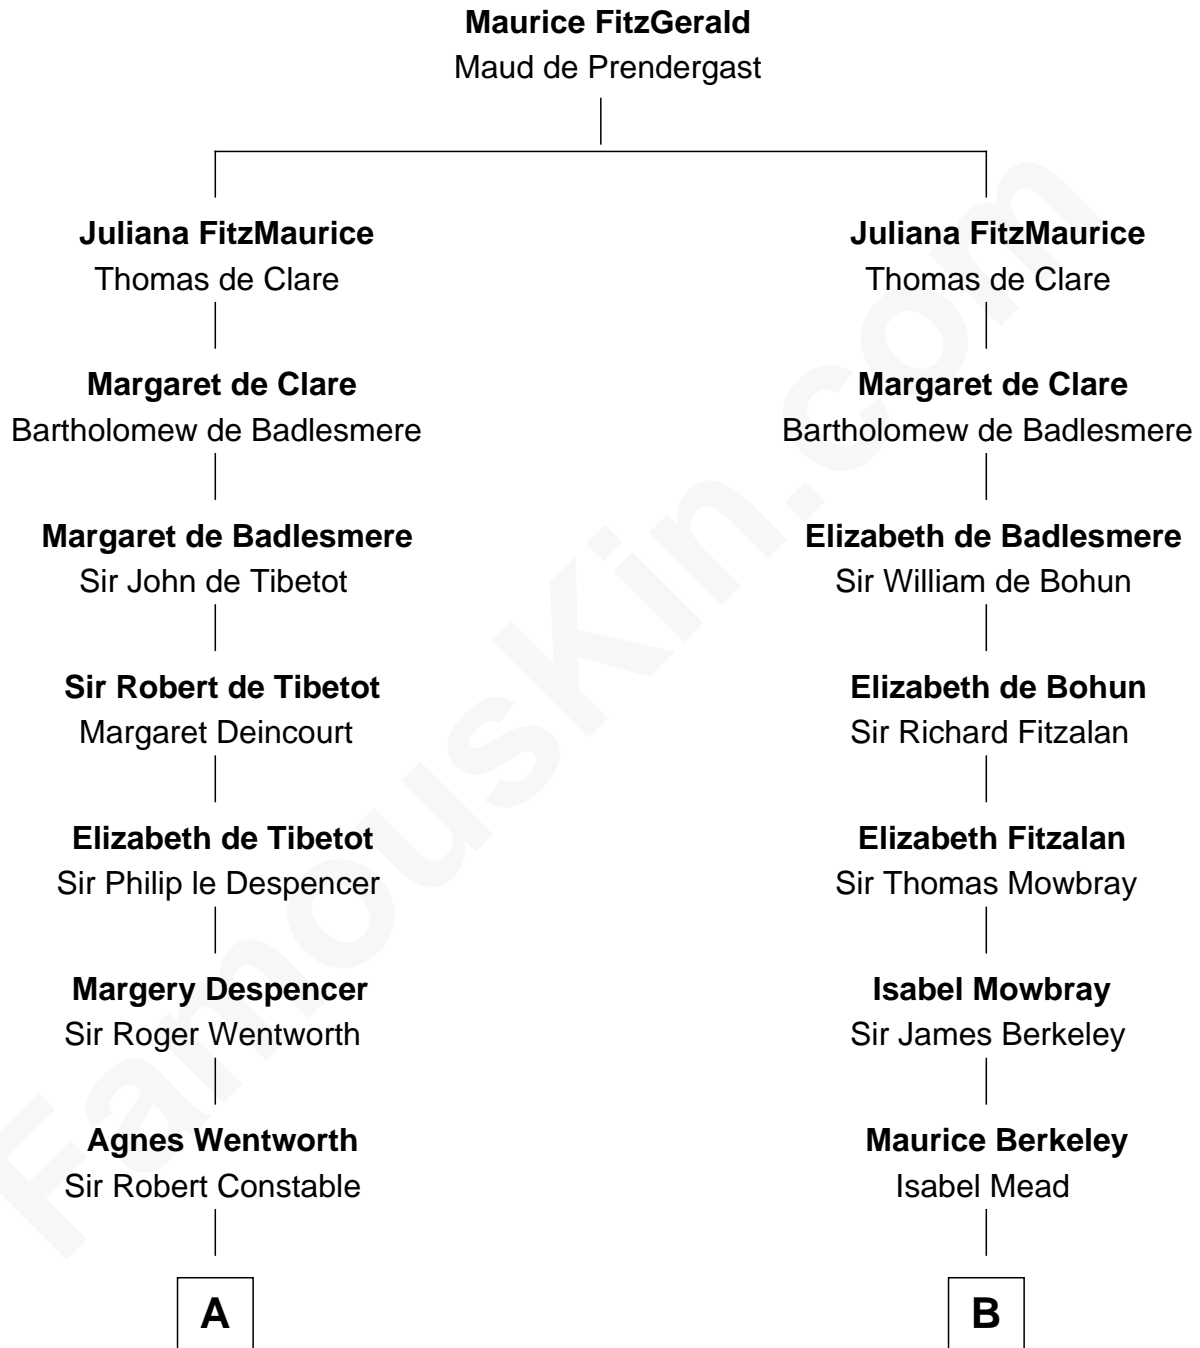 Maurice FitzGerald
Maud de Prendergast
Juliana FitzMaurice
Thomas de Clare
Margaret de Clare
Bartholomew de Badlesmere
Margaret de Badlesmere
Sir John de Tibetot
Sir Robert de Tibetot
Margaret Deincourt
Elizabeth de Tibetot
Sir Philip le Despencer
Margery Despencer
Sir Roger Wentworth
Agnes Wentworth
Sir Robert Constable
A
Juliana FitzMaurice
Thomas de Clare
Margaret de Clare
Bartholomew de Badlesmere
Elizabeth de Badlesmere
Sir William de Bohun
Elizabeth de Bohun
Sir Richard Fitzalan
Elizabeth Fitzalan
Sir Thomas Mowbray
Isabel Mowbray
Sir James Berkeley
Maurice Berkeley
Isabel Mead
B
FamousKin.com